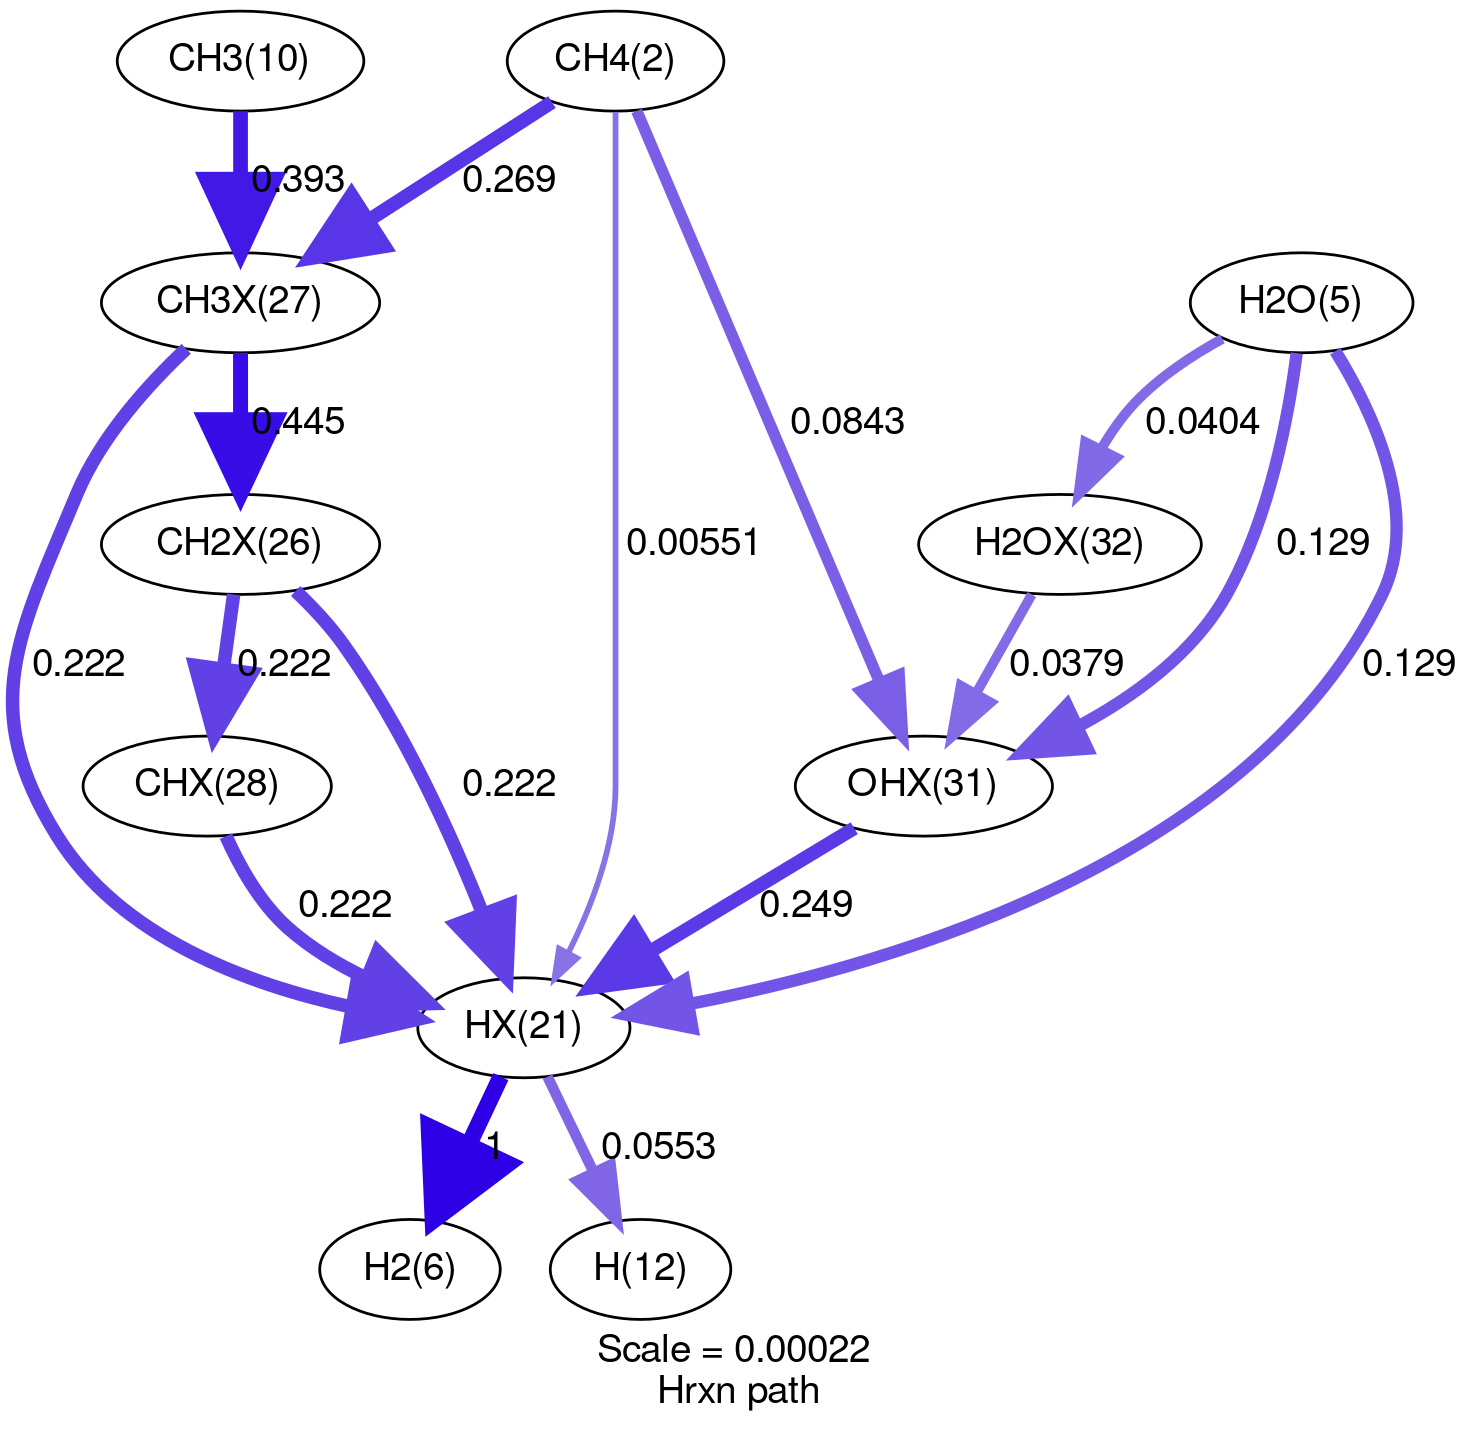 CH3(10)
CH4(2)
0.393
0.269
CH3X(27)
H2O(5)
0.445
0.0843
0.0404
CH2X(26)
0.00551
H2OX(32)
0.129
0.222
0.222
0.0379
0.129
CHX(28)
0.222
OHX(31)
0.222
0.249
HX(21)
1
0.0553
H2(6)
H(12)
Scale = 0.00022
Hrxn path